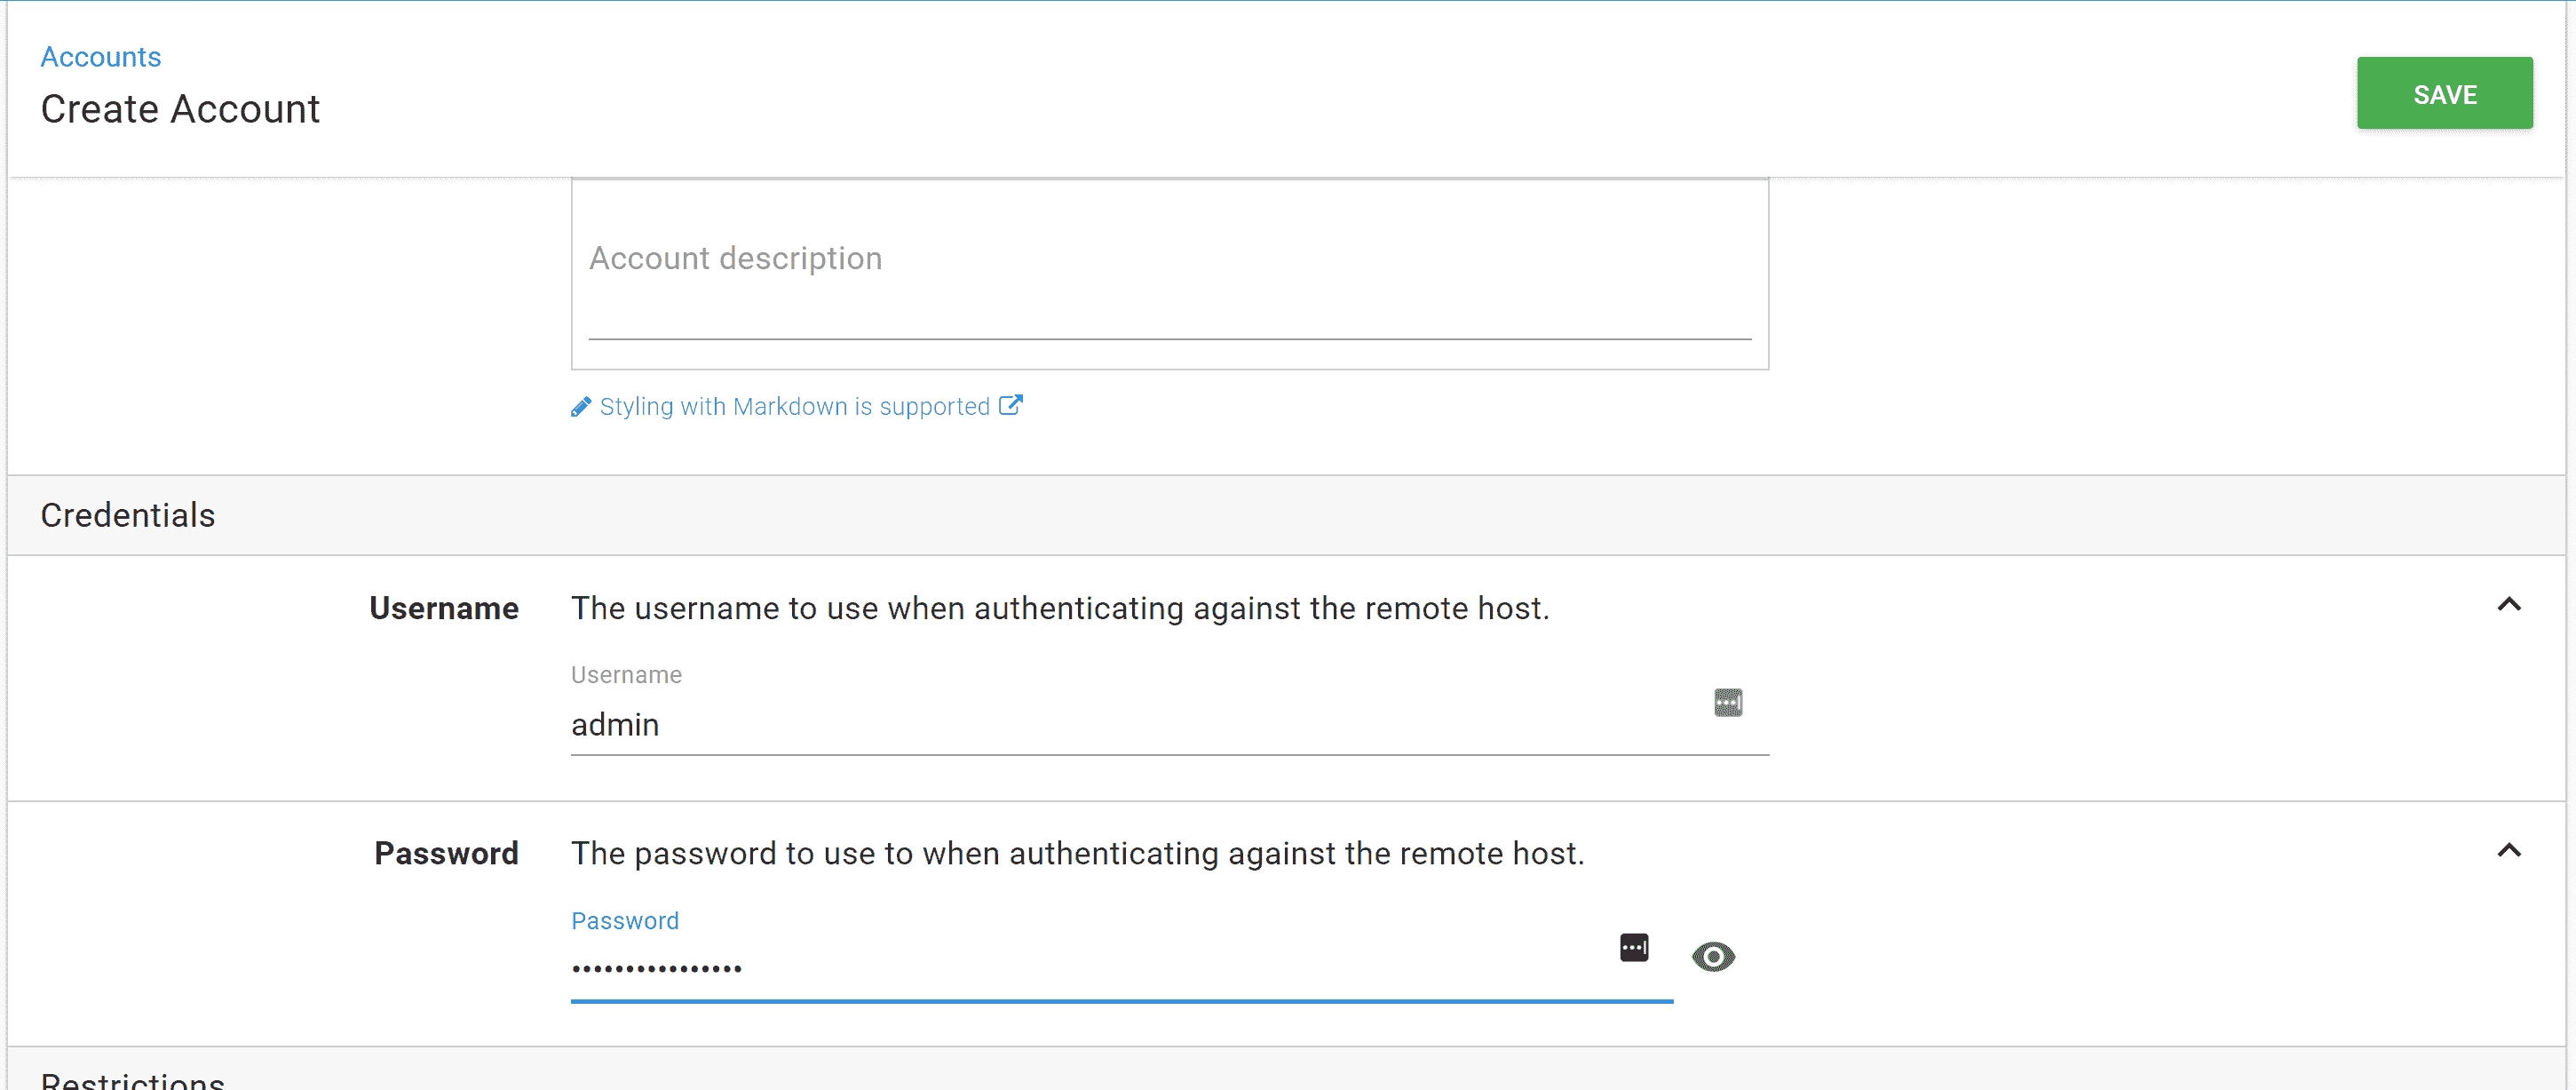 Accounts
Create Account
SAVE
Account description
Styling with Markdown is supported
Credentials
Username The username to use when authenticating against the remote host.
Username
admin
Password The password to use to when authenticating against the remote host.
Password
••••••••••••••••
Restrictions